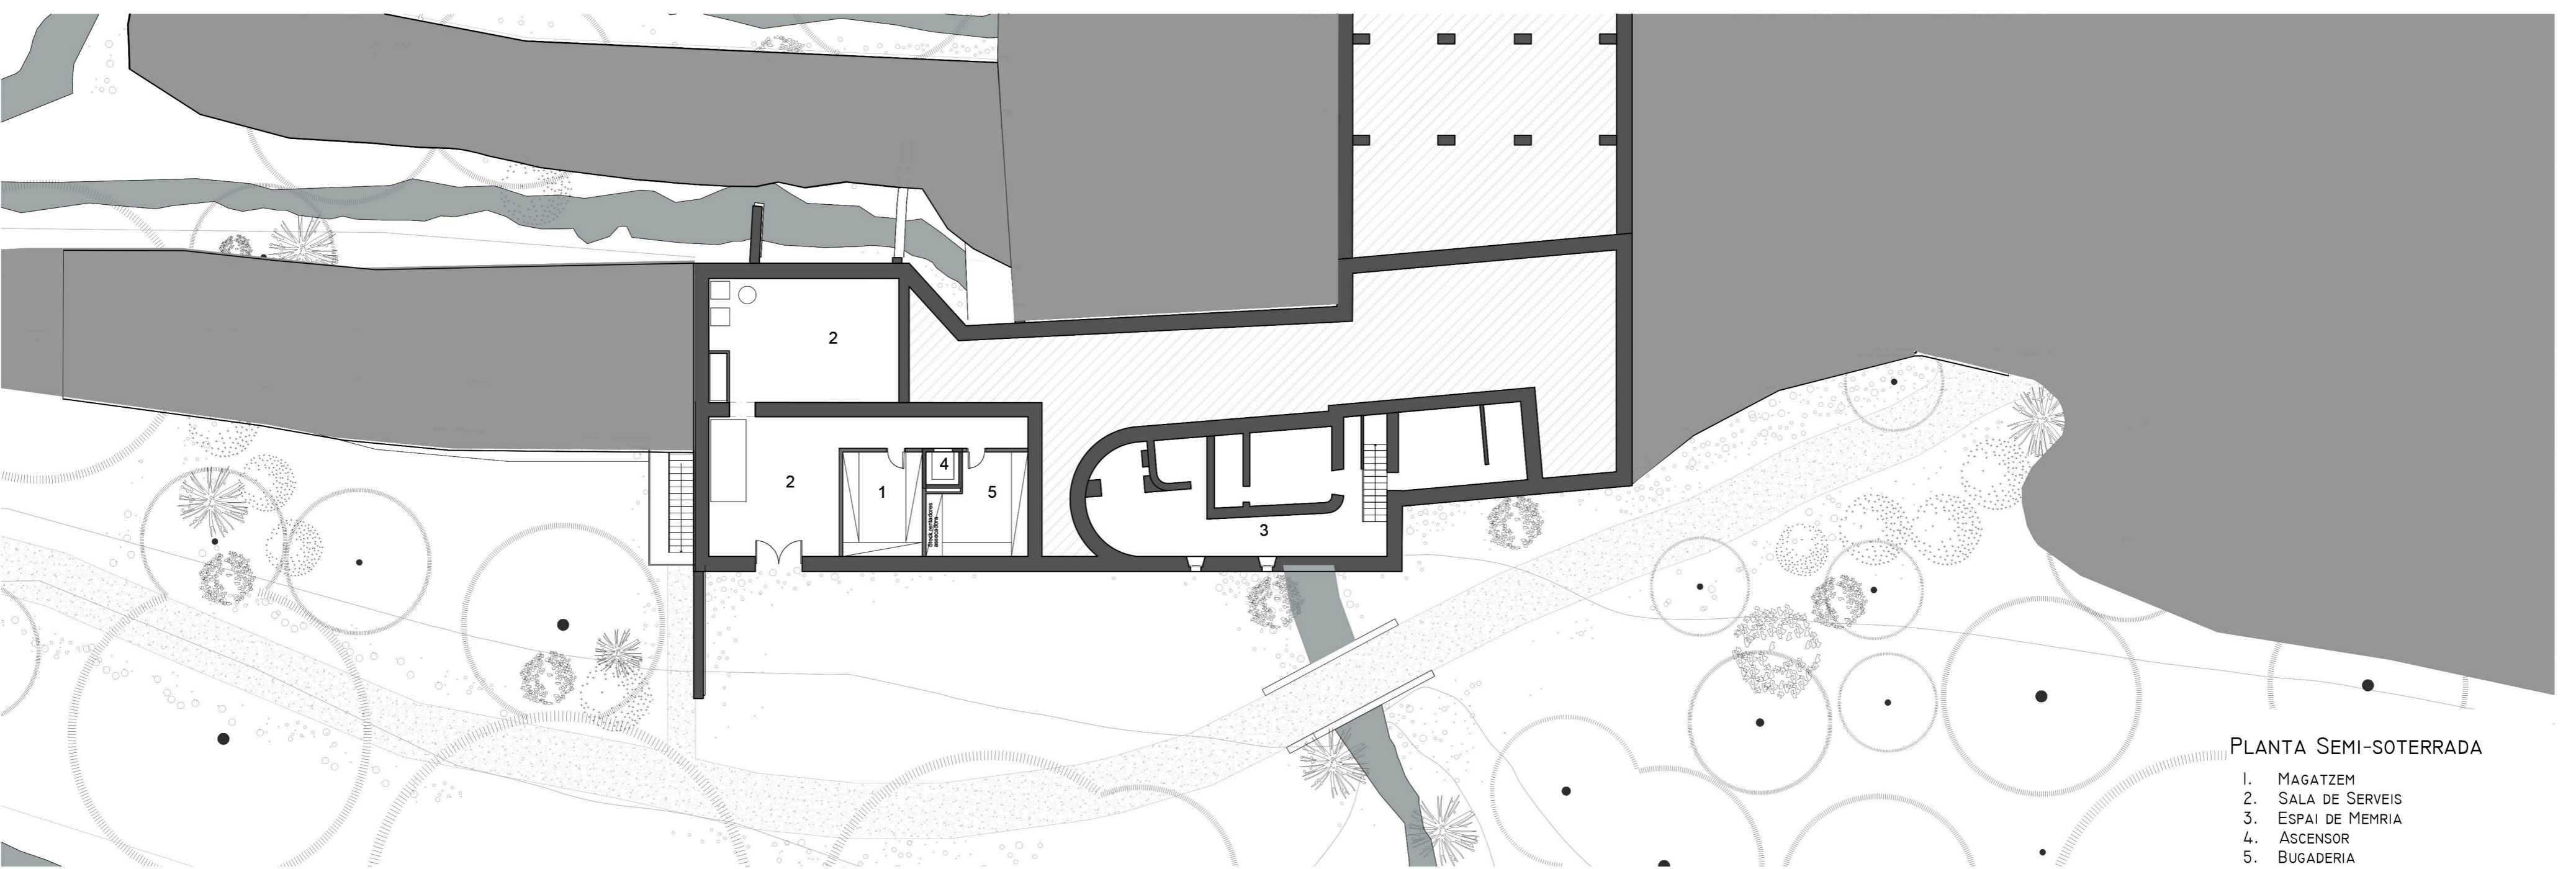 2
2
1
4
5
3
PLANTA SEMI-SOTERRADA
1. MAGATZEM
2. SALA DE SERVEIS
3. ESPAI DE MEMRIA
4. ASCENSOR
5. BUGADERIA